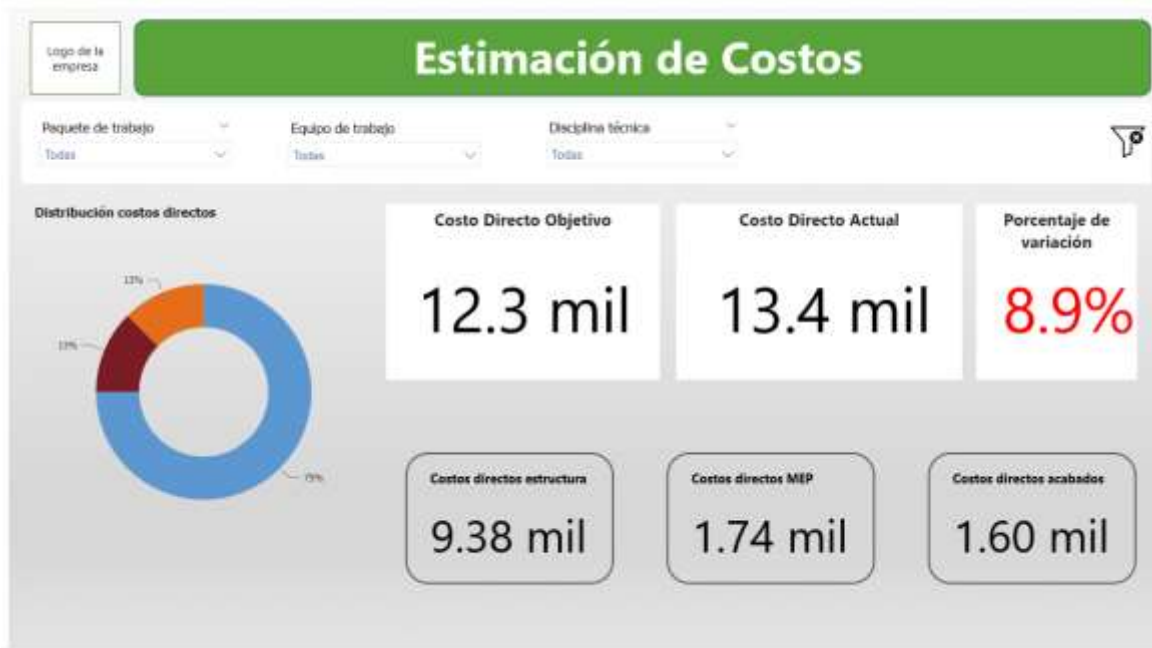 Logo de la
empresa
Estimación de Costos
Paquete de trabajo
Equipo de trabajo
Disciplina técnica
Todas
Todas
Todas
Distribución costos directos
Costo Directo Objetivo
12.3 mil
Costo Directo Actual
13.4 mil
Porcentaje de
variación
8.9%
13%
13%
Costos directos estructura
9.38 mil
Costos directos MEP
1.74 mil
Costos directos acabados
1.60 mil